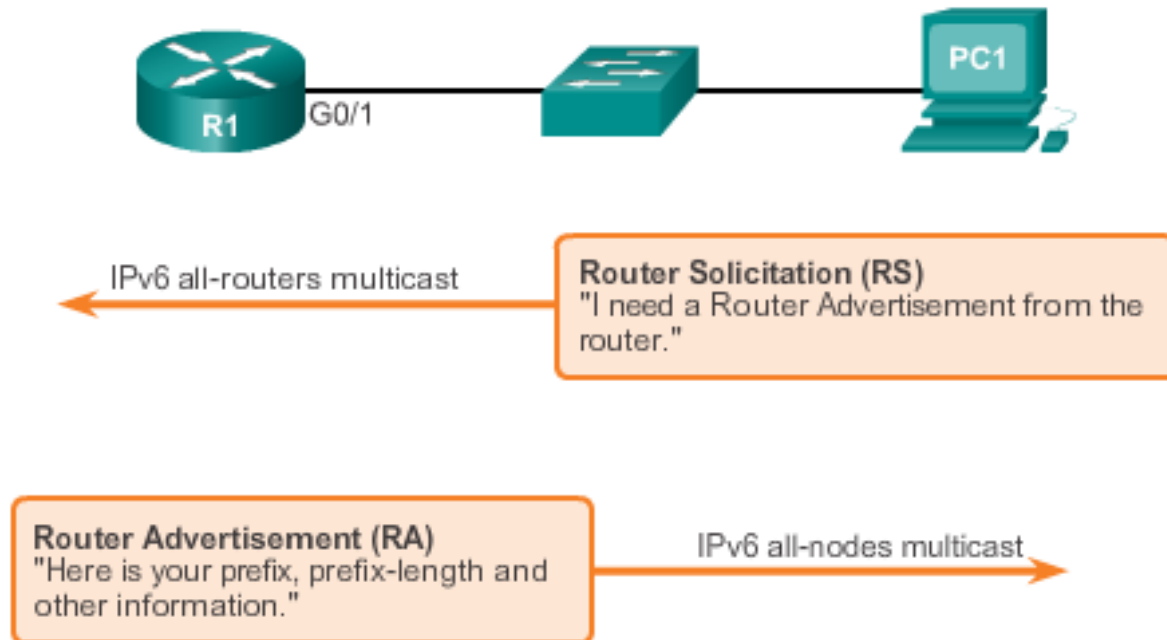 R1
G0/1
PC1
IPv6 all-routers multicast
Router Solicitation (RS)
"I need a Router Advertisement from the
router."
Router Advertisement (RA)
"Here is your prefix, prefix-length and
other information."
IPv6 all-nodes multicast